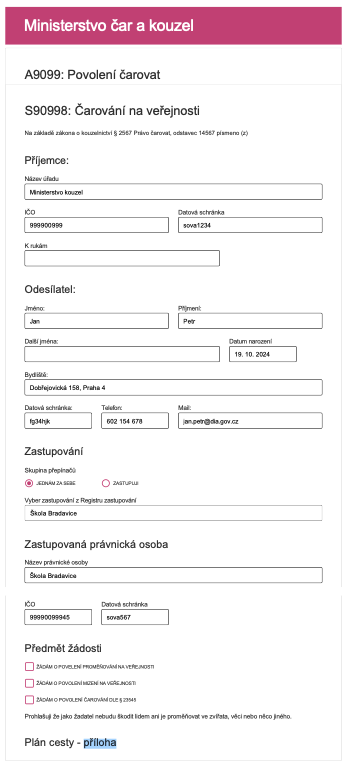 Ministerstvo čar a kouzel
A9099: Povolení čarovat
S90998: Čarování na veřejnosti
Na základě zákona o kouzelnictví § 2567 Právo čarovat, odstavec 14567 písmeno (z)
Příjemce:
Název úřadu
Ministerstvo kouzel
IČO Datová schránka
999900999 sova1234
K rukám
Odesílatel:
Jméno: Příjmení:
Jan Petr
Další jména: Datum narození
19. 10. 2024
Bydliště:
Dobřejovická 158, Praha 4
Datová schránka: Telefon: Mail:
fg34hjk 602 154 678 jan.petr@dia.gov.cz
Zastupování
Skupina přepínačů
JEDNÁM ZA SEBE ZASTUPUJI
Vyber zastupování z Registru zastupování
Škola Bradavice
Zastupovaná právnická osoba
Název právnické osoby
Škola Bradavice
IČO Datová schránka
99990099945 sova567
Předmět žádosti
ŽÁDÁM O POVELENÍ PROMĚŇOVÁNÍ NA VEŘEJNOSTI
ŽÁDÁM O POVOLENÍ MIZENÍ NA VEŘEJNOSTI
ŽÁDÁM O POVOLENÍ ČAROVÁNÍ DLE § 23545
Prohlašuji že jako žadatel nebudu škodit lidem ani je proměňovat ve zvířata, věci nebo něco jiného.
Plán cesty - příloha